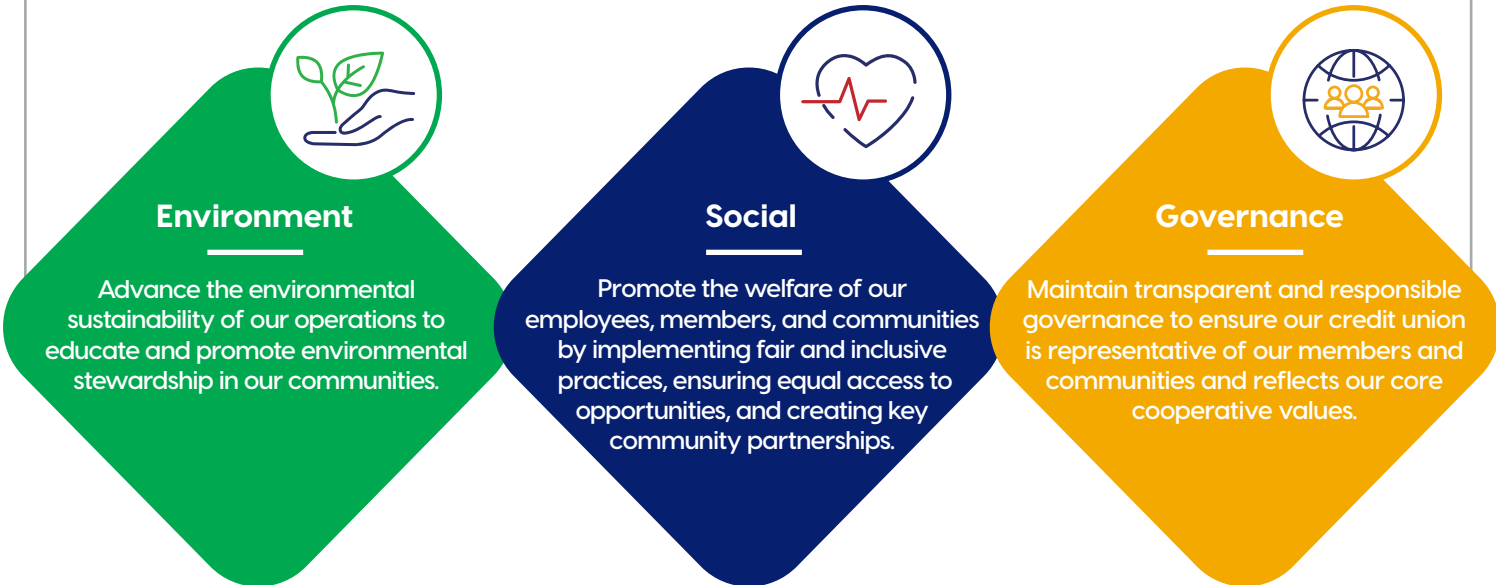 Environment
Advance the environmental
sustainability of our operations to
educate and promote environmental
stewardship in our communities.
Social
Promote the welfare of our
employees, members, and communities
by implementing fair and inclusive
practices, ensuring equal access to
opportunities, and creating key
community partnerships.
Governance
Maintain transparent and responsible
governance to ensure our credit union
is representative of our members and
communities and reflects our core
cooperative values.